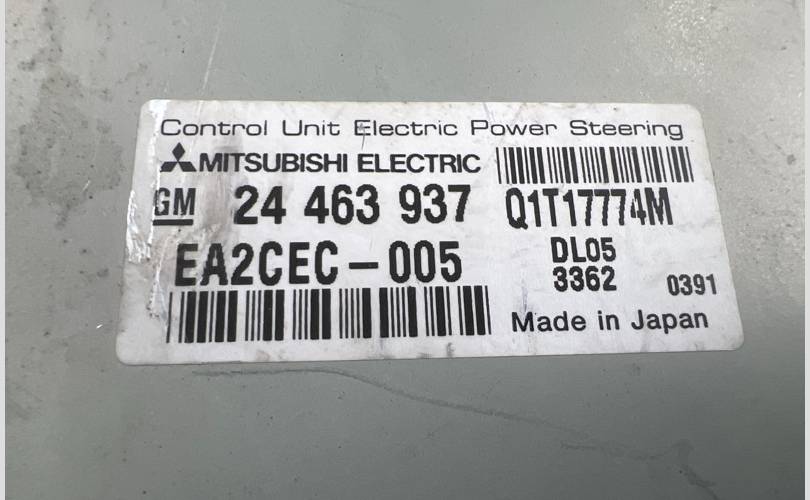 Control Unit Electric Power Steering
MITSUBISHI ELECTRIC
GM 24 463 937 Q1T17774M
EA2CEC-005 DL05
3362 0391
Made in Japan